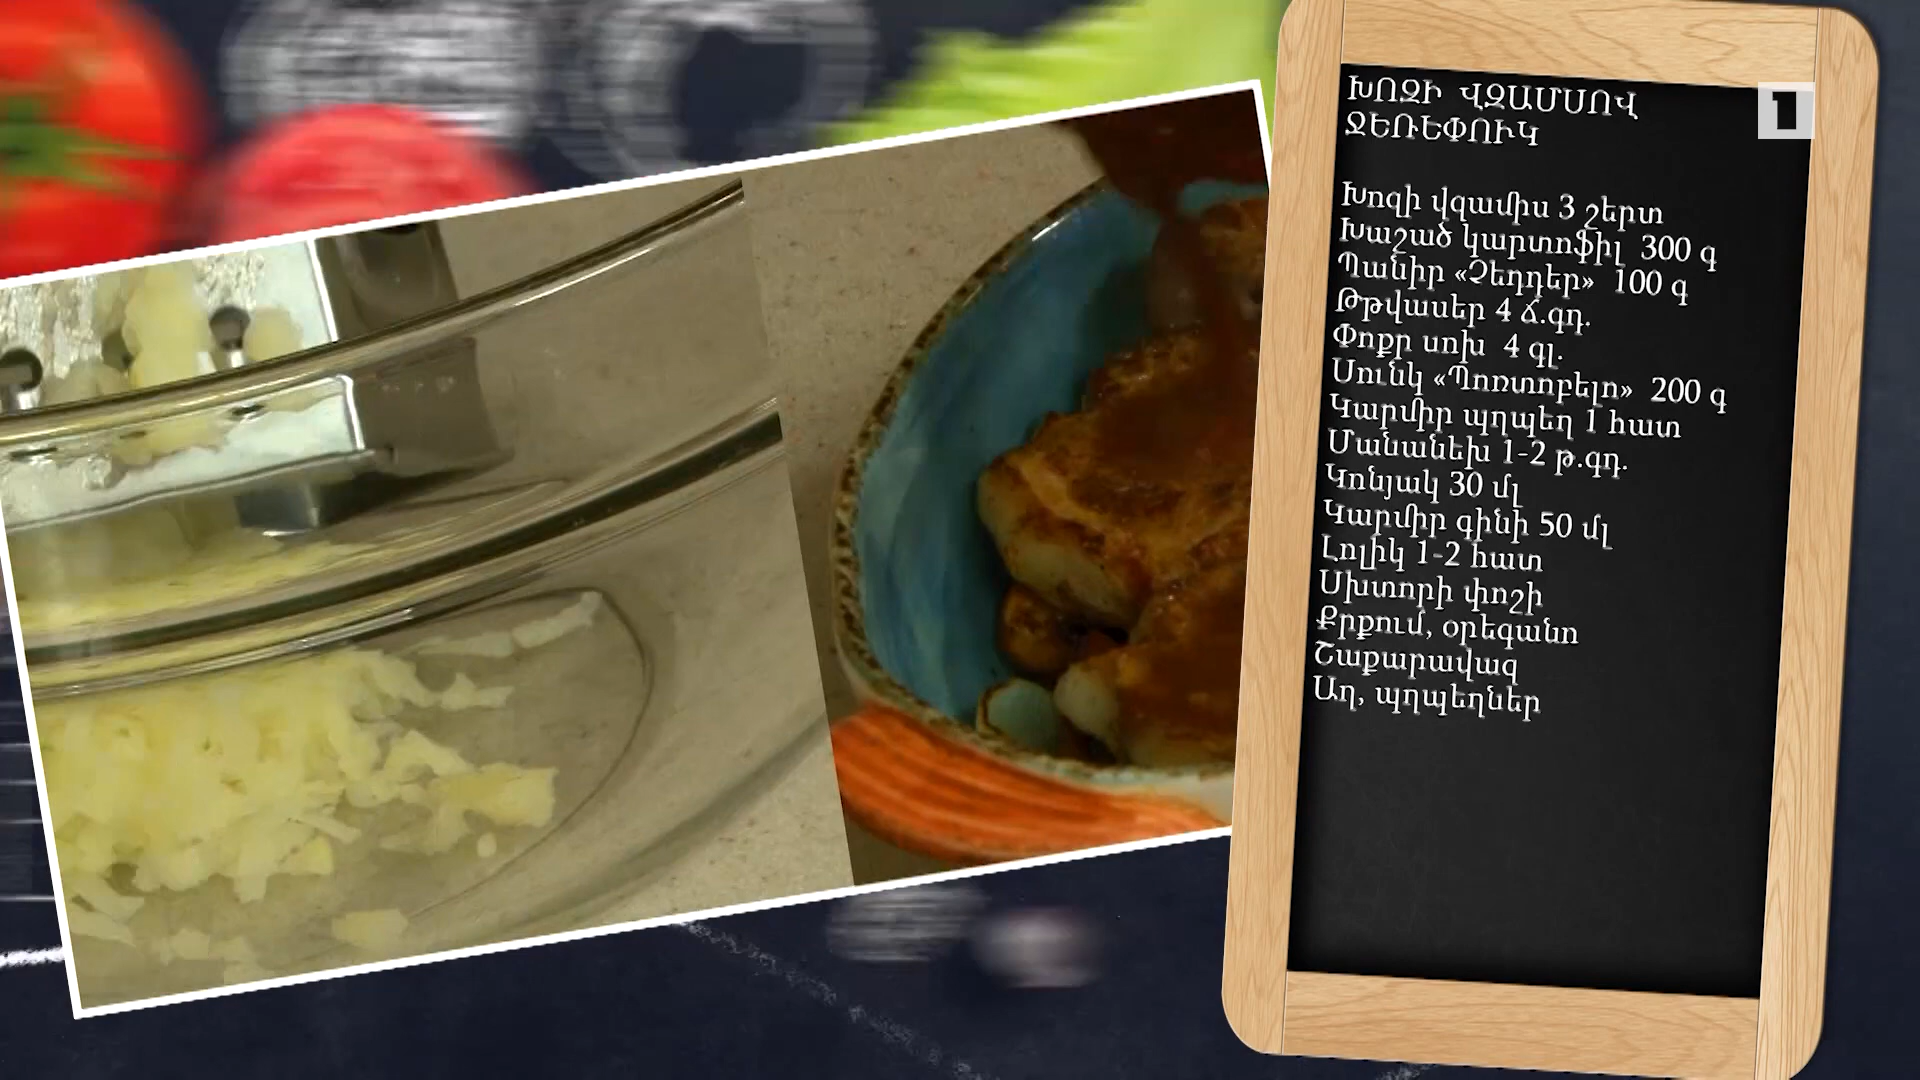 ԽՈԶԻ ՎԶԱՄՍՈՎ
ՋԵՌԵՓՈՒԿ
Խոզի վզամիս 3 շերտ
Խաշած կարտոֆիլ 300 գ
Պանիր «Չեդդեր» 100 գ
Թթվասեր 4 ճ.գդ.
Փոքր սոխ 4 գլ.
Սունկ «Պոռտոբելո» 200 գ
Կարմիր պղպեղ 1 հատ
Մանանեխ 1-2 թ.գդ.
Կոնյակ 30 մլ
Կարմիր գինի 50 մլ
Լոլիկ 1-2 հատ
Սխտորի փոշի
Քրքում, օրեգանո
Շաքարավազ
Աղ, պղպեղներ
1